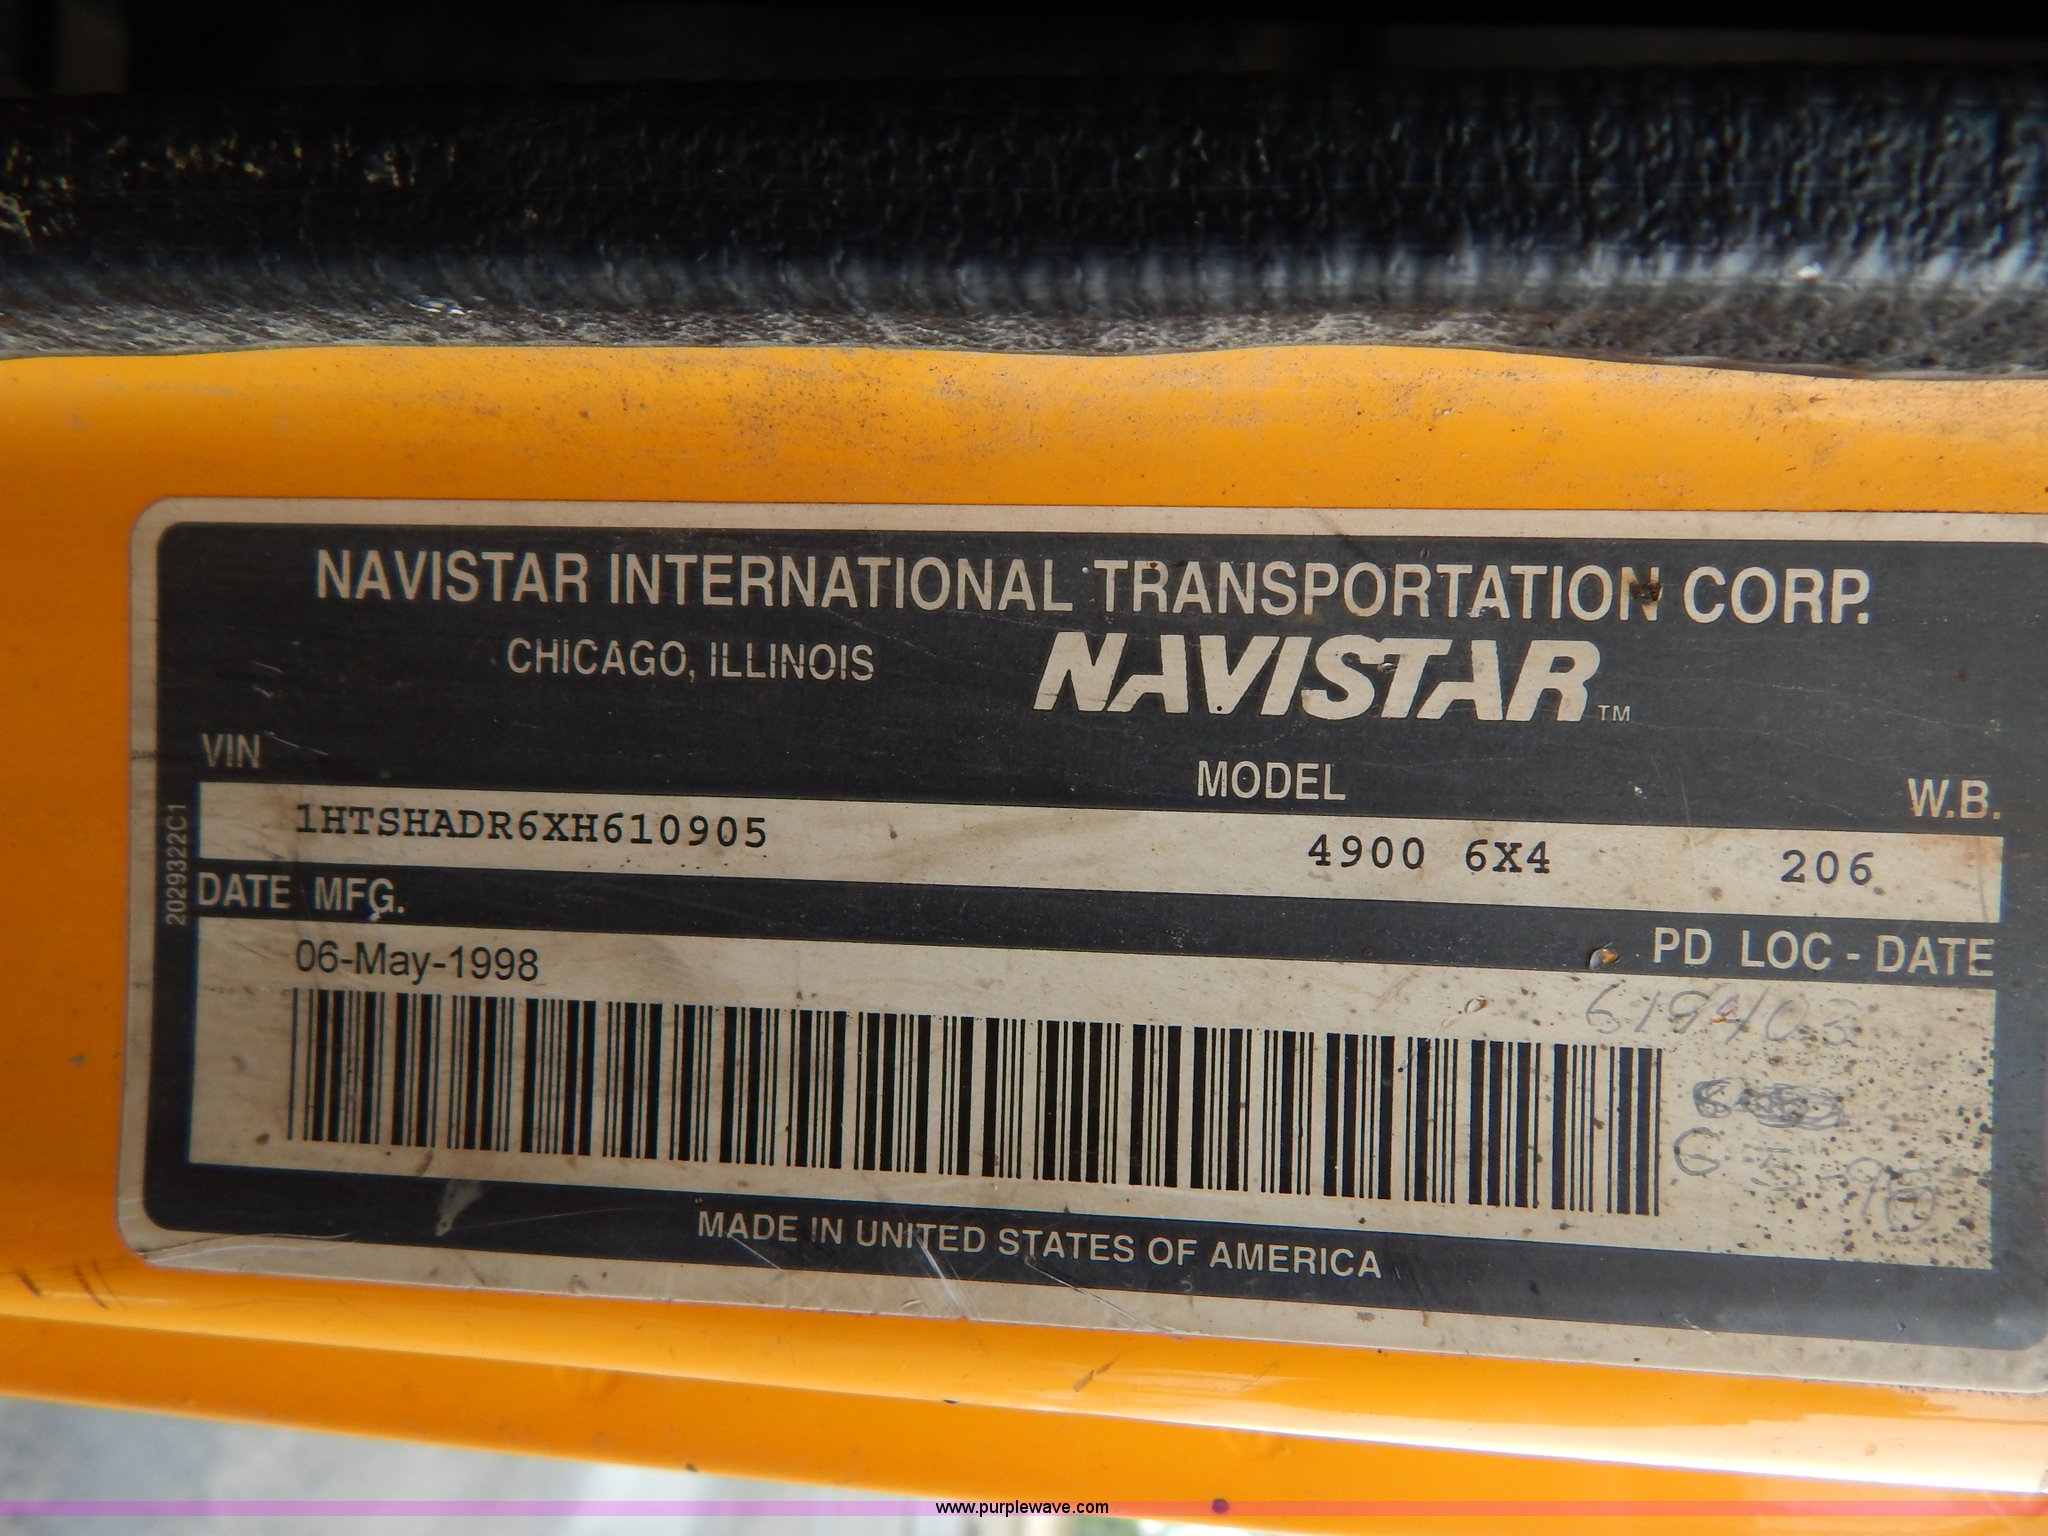 NAVISTAR INTERNATIONAL TRANSPORTATION CORP.
CHICAGO, ILLINOIS
NAVISTAR™
VIN
MODEL
W.B.
1HTSHADR6XH610905
4900 6X4
206
2029322C1
DATE MFG.
PD LOC - DATE
06-May-1998
619403
MADE IN UNITED STATES OF AMERICA
www.purplewave.com